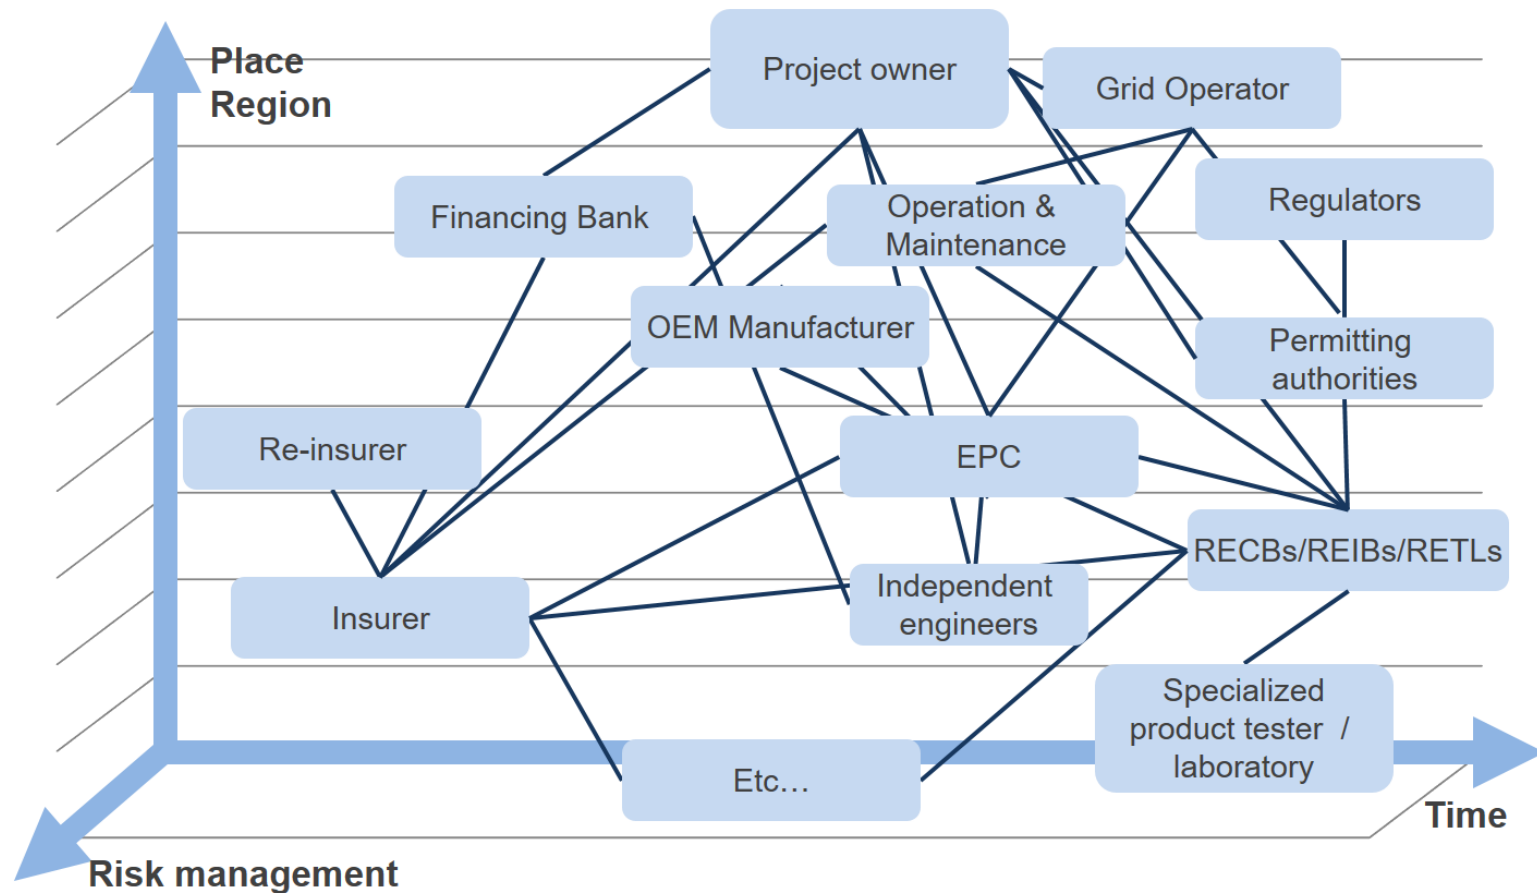 Place
Region
Project owner
Grid Operator
Financing Bank
Operation &
Maintenance
Regulators
OEM Manufacturer
Permitting
authorities
Re-insurer
EPC
RECBs/REIBs/RETLs
Insurer
Independent
engineers
Specialized
product tester /
laboratory
Etc…
Time
Risk management